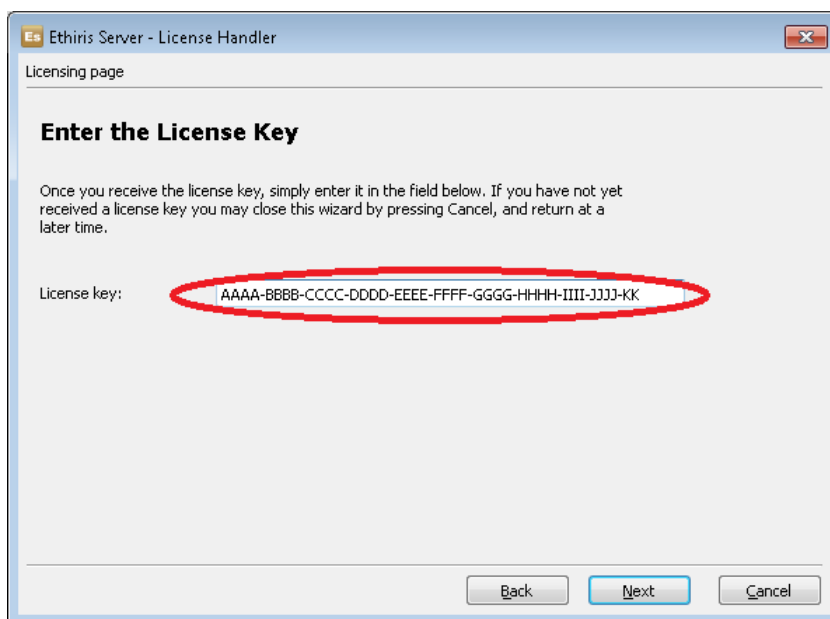 Es Ethiris Server - License Handler
Licensing page
Enter the License Key
Once you receive the license key, simply enter it in the field below. If you have not yet
received a license key you may close this wizard by pressing Cancel, and return at a
later time.
License key: AAAA-BBBB-CCCC-DDDD-EEEE-FFFF-GGGG-HHHH-IIII-JJJJ-KK
Back Next Cancel